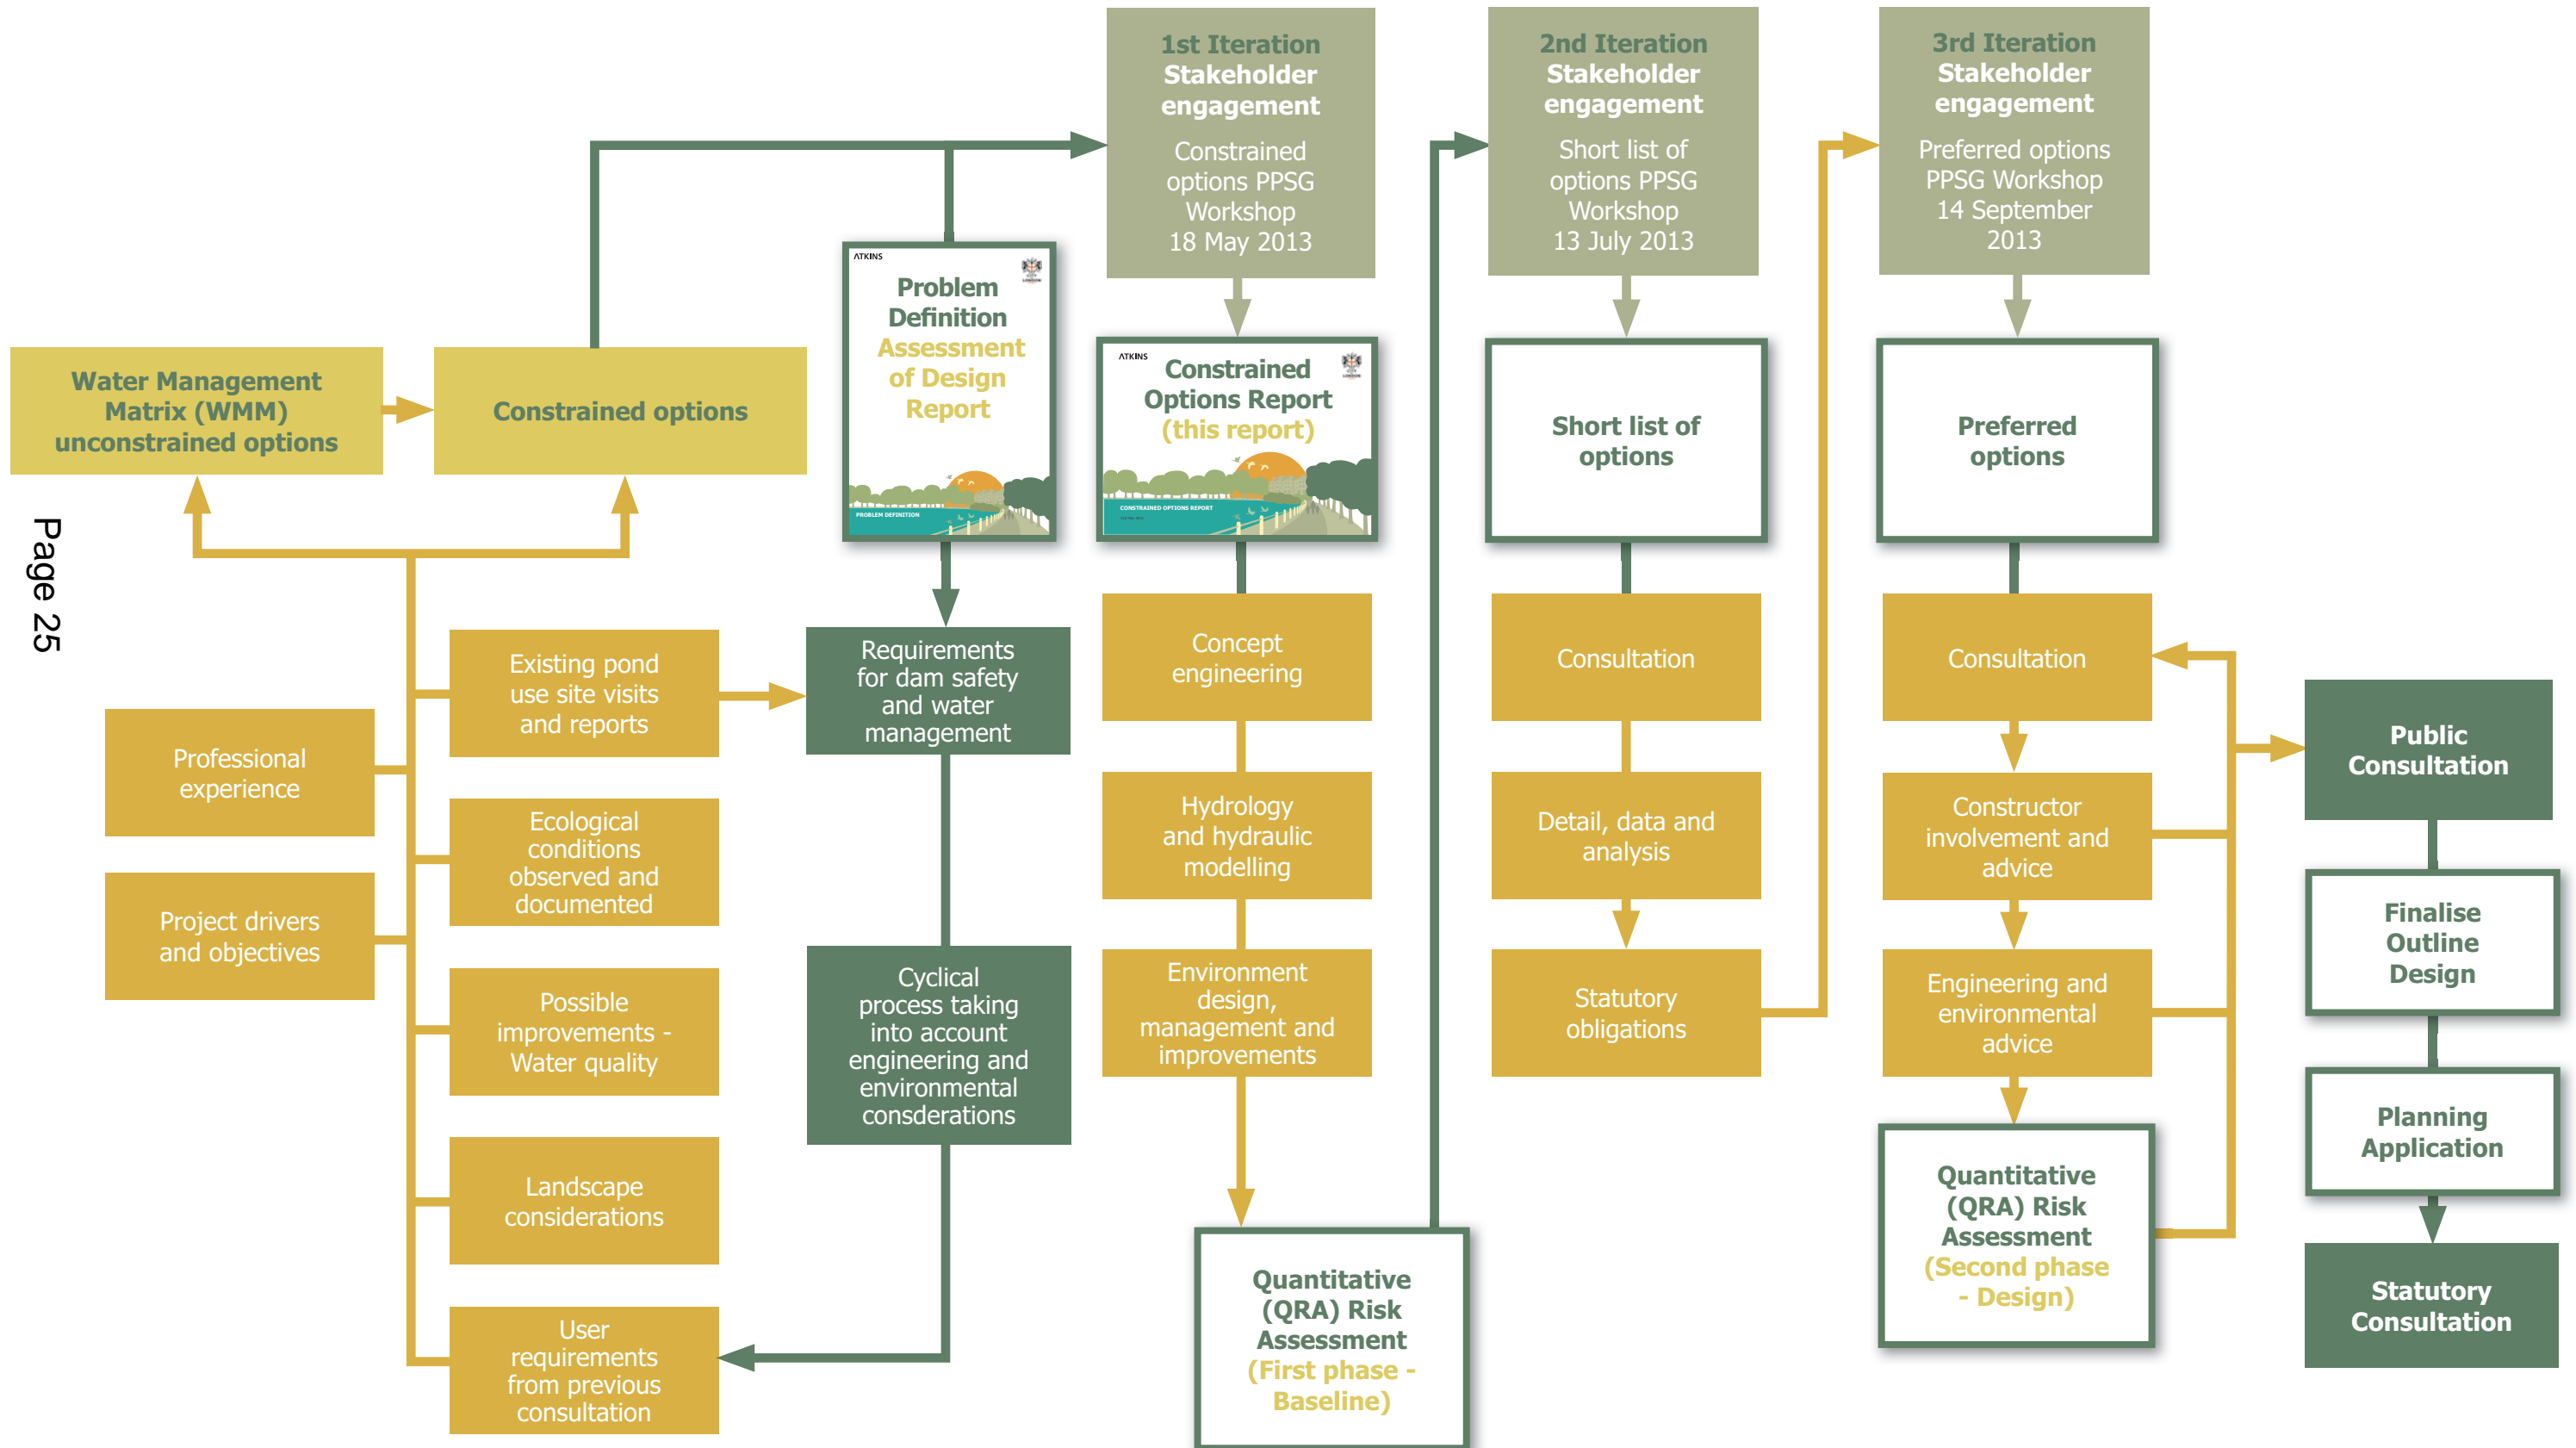 1st Iteration
Stakeholder
engagement
Constrained
options PPSG
Workshop
18 May 2013
2nd Iteration
Stakeholder
engagement
Short list of
options PPSG
Workshop
13 July 2013
3rd Iteration
Stakeholder
engagement
Preferred options
PPSG Workshop
14 September
2013
Water Management
Matrix (WMM)
unconstrained options
Constrained options
ATKINS
CITY
LONDON
Problem
Definition
Assessment
of Design
Report
PROBLEM DEFINITION
ATKINS
CITY
LONDON
Constrained
Options Report
(this report)
CONSTRAINED OPTIONS REPORT
Short list of
options
Preferred
options
Page 25
Professional
experience
Project drivers
and objectives
Existing pond
use site visits
and reports
Ecological
conditions
observed and
documented
Possible
improvements -
Water quality
Landscape
considerations
User
requirements
from previous
consultation
Requirements
for dam safety
and water
management
Cyclical
process taking
into account
engineering and
environmental
consderations
Concept
engineering
Hydrology
and hydraulic
modelling
Environment
design,
management and
improvements
Quantitative
(QRA) Risk
Assessment
(First phase -
Baseline)
Consultation
Detail, data and
analysis
Statutory
obligations
Consultation
Constructor
involvement and
advice
Engineering and
environmental
advice
Quantitative
(QRA) Risk
Assessment
(Second phase
- Design)
Public
Consultation
Finalise
Outline
Design
Planning
Application
Statutory
Consultation